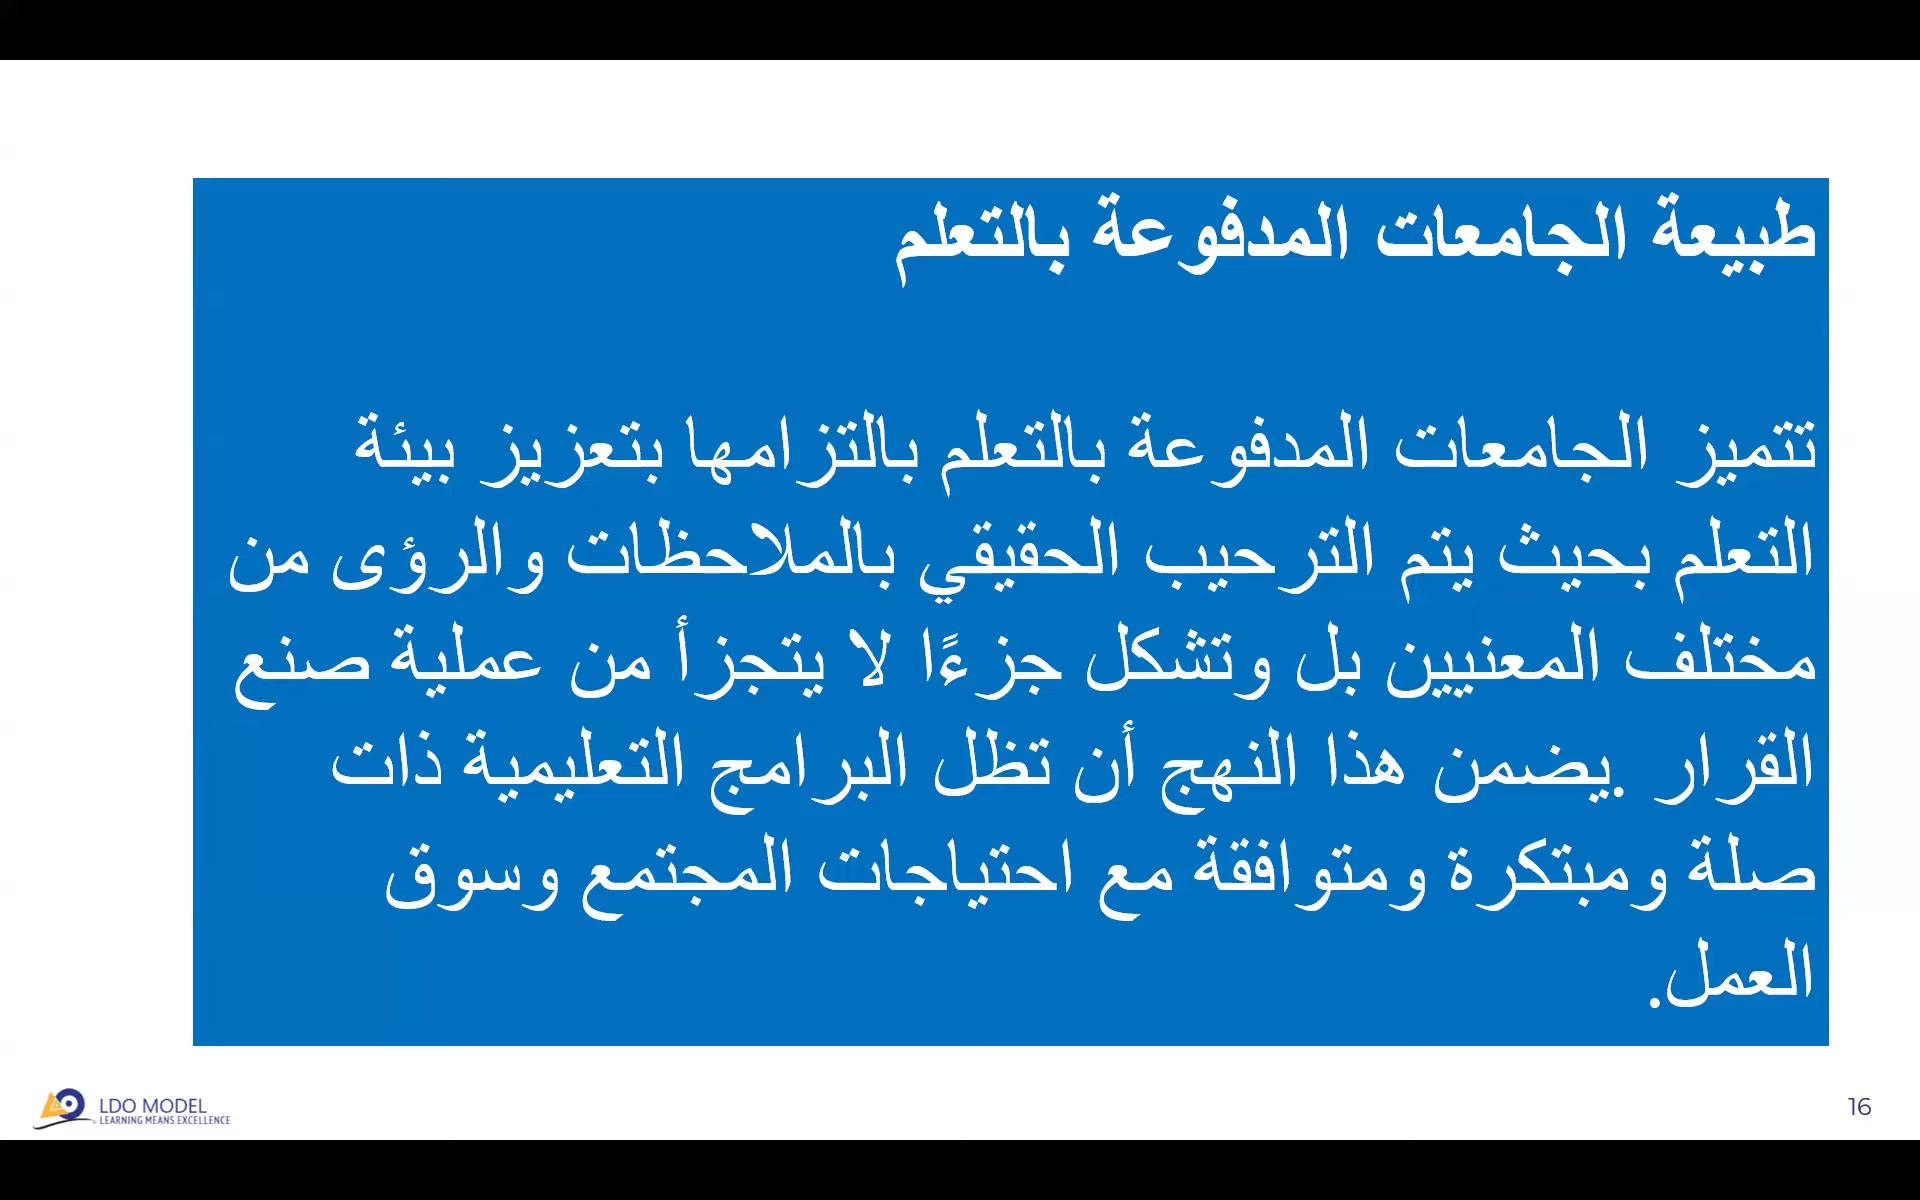 طبيعة الجامعات المدفوعة بالتعلم
تتميز الجامعات المدفوعة بالتعلم بالتزامها بتعزيز بيئة
التعلم بحيث يتم الترحيب الحقيقي بالملاحظات والرؤى من
مختلف المعنيين بل وتشكل جزءًا لا يتجزأ من عملية صنع
القرار .يضمن هذا النهج أن تظل البرامج التعليمية ذات
صلة ومبتكرة ومتوافقة مع احتياجات المجتمع وسوق
العمل.
LDO MODEL
LEARNING MEANS EXCELLENCE
16